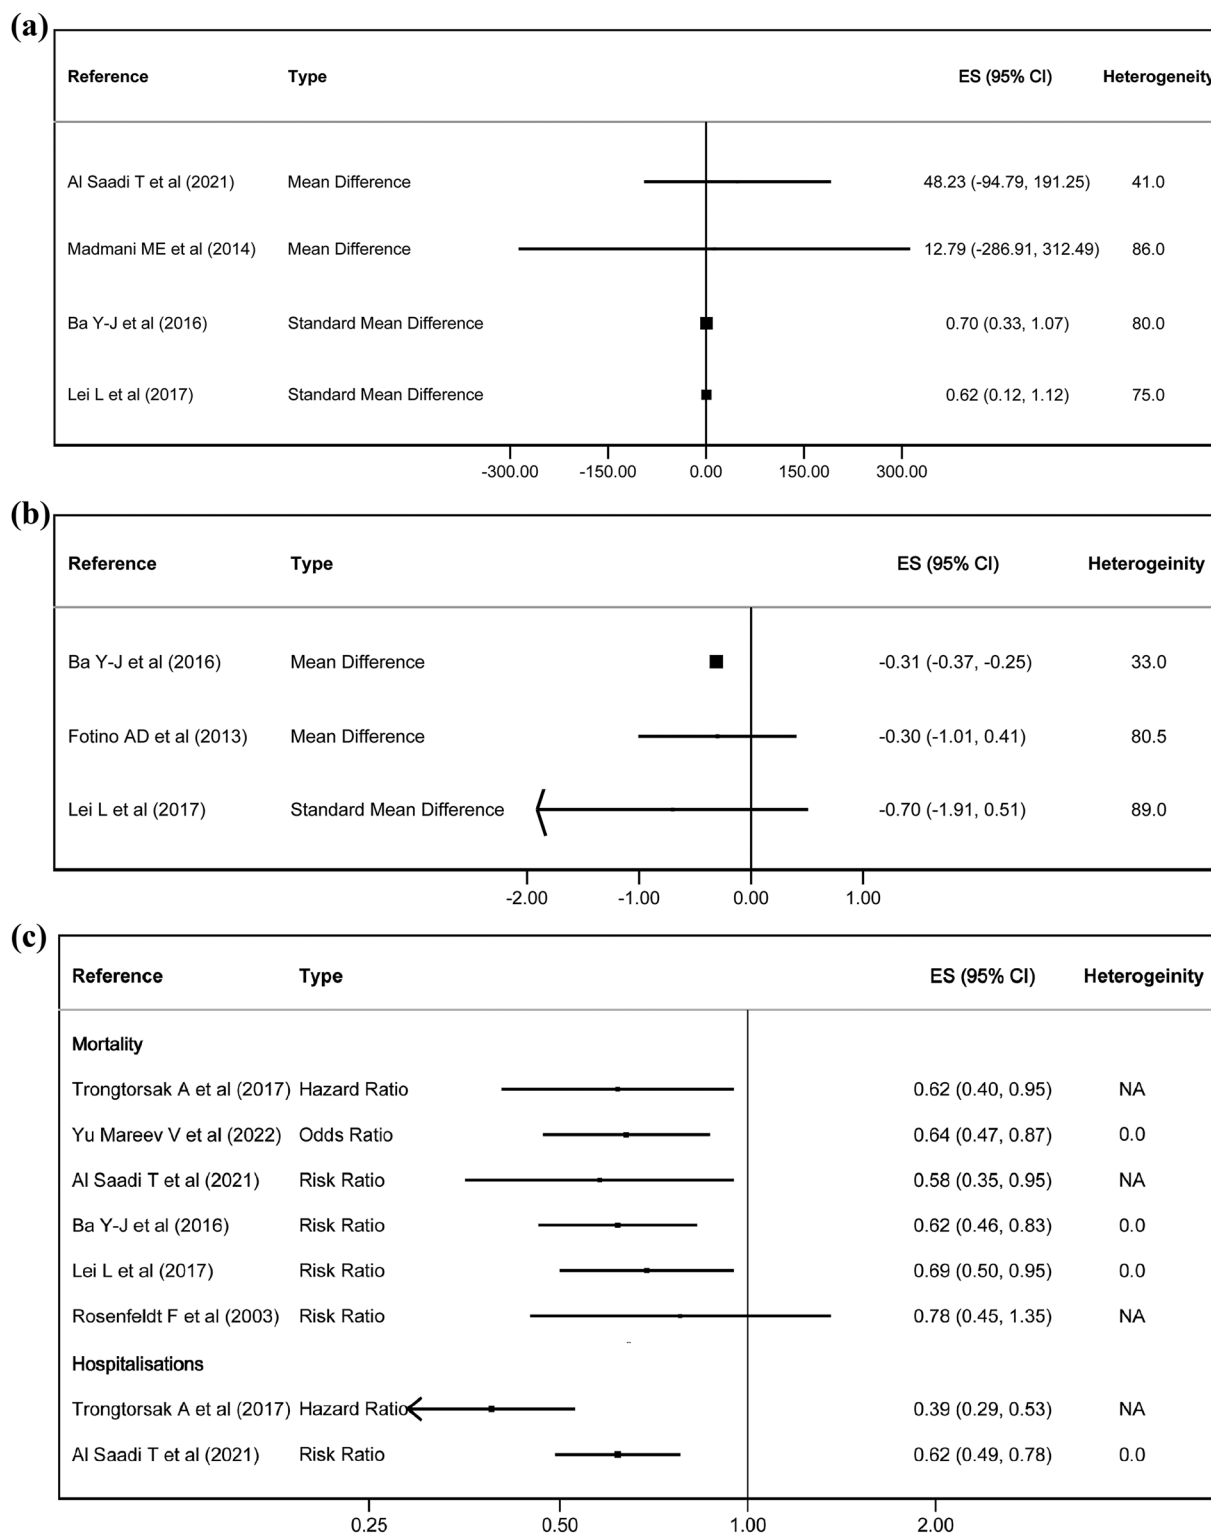 (a)
Reference Type ES (95% CI) Heterogeneity
Al Saadi T et al (2021) Mean Difference 48.23 (-94.79, 191.25) 41.0
Madmani ME et al (2014) Mean Difference 12.79 (-286.91, 312.49) 86.0
Ba Y-J et al (2016) Standard Mean Difference 0.70 (0.33, 1.07) 80.0
Lei L et al (2017) Standard Mean Difference 0.62 (0.12, 1.12) 75.0
-300.00 -150.00 0.00 150.00 300.00
(b)
Reference Type ES (95% CI) Heterogeinity
Ba Y-J et al (2016) Mean Difference -0.31 (-0.37, -0.25) 33.0
Fotino AD et al (2013) Mean Difference -0.30 (-1.01, 0.41) 80.5
Lei L et al (2017) Standard Mean Difference -0.70 (-1.91, 0.51) 89.0
-2.00 -1.00 0.00 1.00
(c)
Reference Type ES (95% CI) Heterogeinity
Mortality
Trongtorsak A et al (2017) Hazard Ratio 0.62 (0.40, 0.95) NA
Yu Mareev V et al (2022) Odds Ratio 0.64 (0.47, 0.87) 0.0
Al Saadi T et al (2021) Risk Ratio 0.58 (0.35, 0.95) NA
Ba Y-J et al (2016) Risk Ratio 0.62 (0.46, 0.83) 0.0
Lei L et al (2017) Risk Ratio 0.69 (0.50, 0.95) 0.0
Rosenfeldt F et al (2003) Risk Ratio 0.78 (0.45, 1.35) NA
Hospitalisations
Trongtorsak A et al (2017) Hazard Ratio 0.39 (0.29, 0.53) NA
Al Saadi T et al (2021) Risk Ratio 0.62 (0.49, 0.78) 0.0
0.25 0.50 1.00 2.00